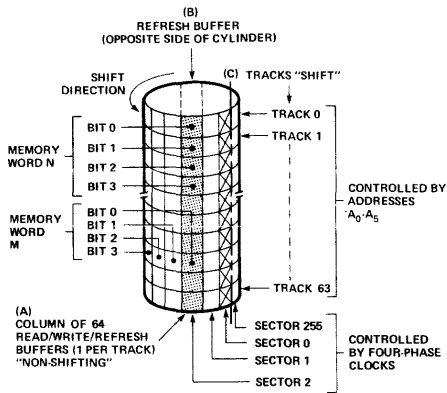 (B)
REFRESH BUFFER
(OPPOSITE SIDE OF CYLINDER)
SHIFT
DIRECTION
(C) TRACKS "SHIFT"
TRACK 0
TRACK 1
MEMORY
WORD N
BIT 0
BIT 1
BIT 2
BIT 3
MEMORY
WORD
M
BIT 0
BIT 1
BIT 2
BIT 3
CONTROLLED BY
ADDRESSES
A0-A5
TRACK 63
(A)
COLUMN OF 64
READ/WRITE/REFRESH
BUFFERS (1 PER TRACK)
"NON-SHIFTING"
SECTOR 255
SECTOR 0
SECTOR 1
SECTOR 2
CONTROLLED
BY FOUR-PHASE
CLOCKS